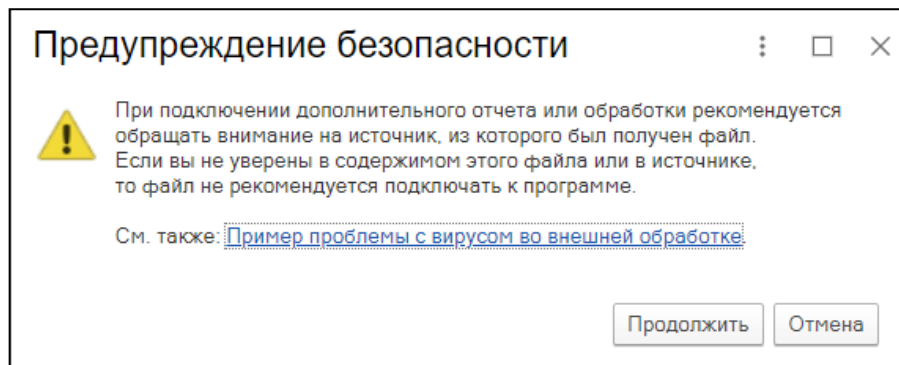 Предупреждение безопасности
При подключении дополнительного отчета или обработки рекомендуется
обращать внимание на источник, из которого был получен файл.
Если вы не уверены в содержимом этого файла или в источнике,
то файл не рекомендуется подключать к программе.
См. также: Пример проблемы с вирусом во внешней обработке.
Продолжить Отмена